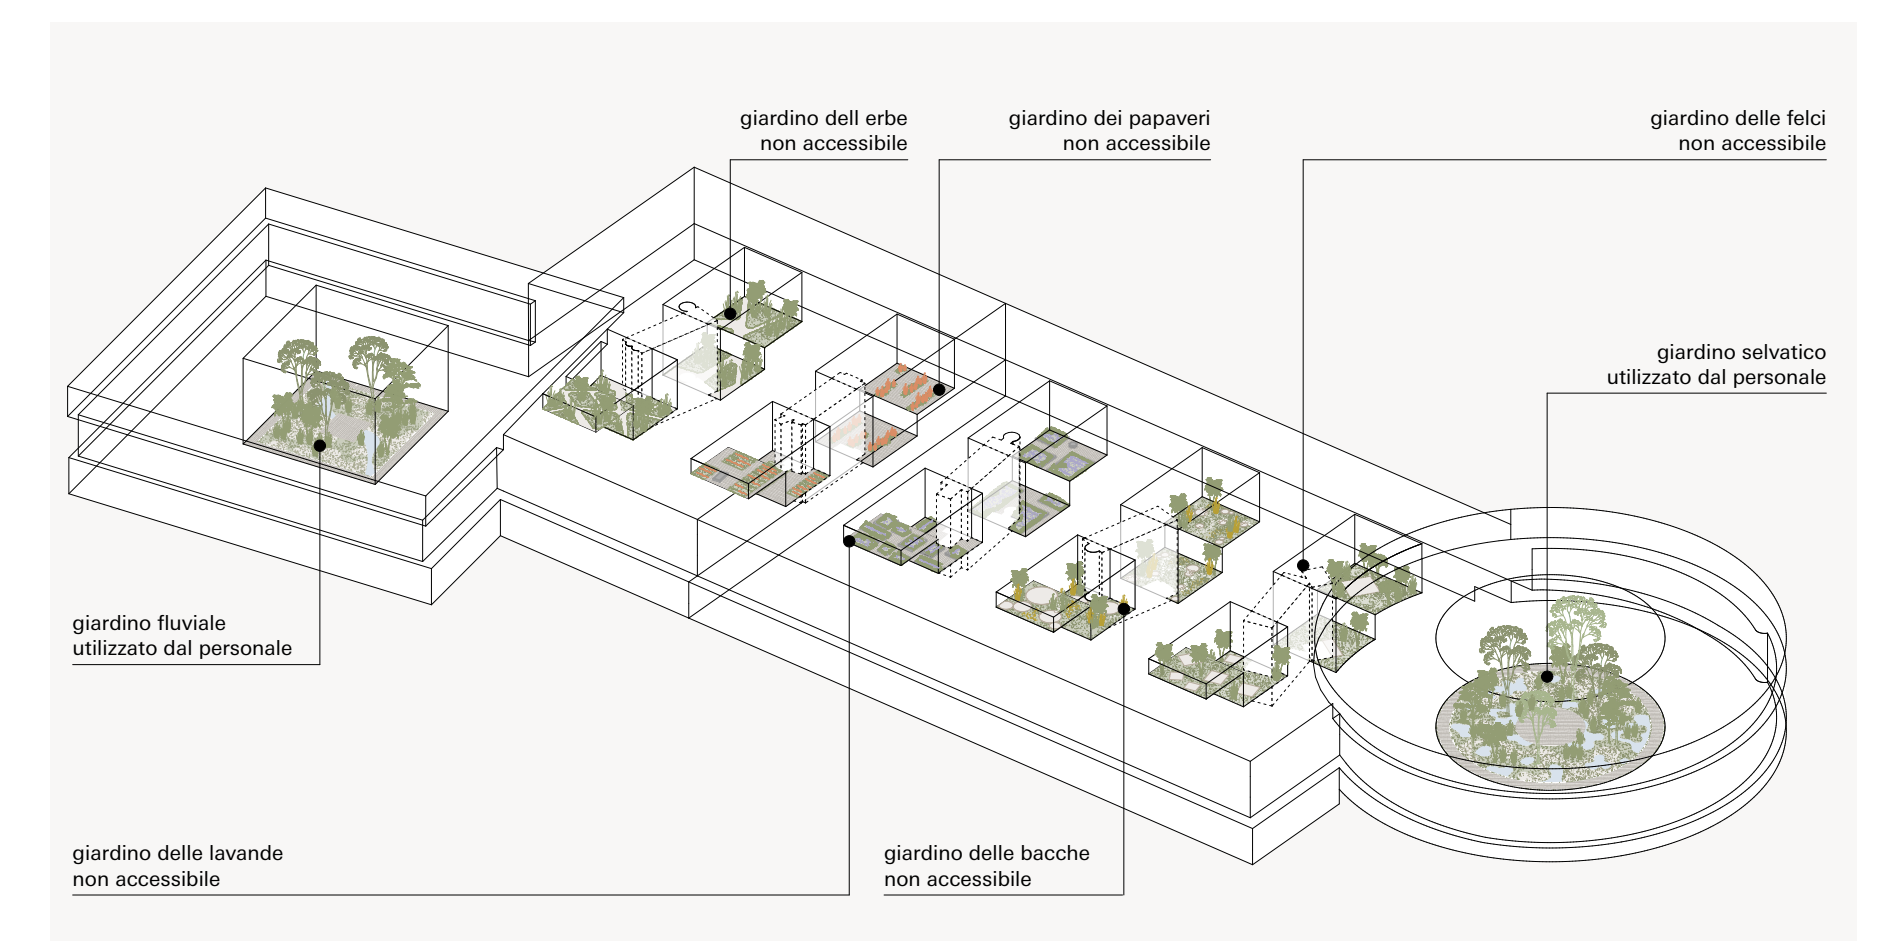 giardino dell erbe
non accessibile
giardino dei papaveri
non accessibile
giardino delle felci
non accessibile
giardino selvatico
utilizzato dal personale
giardino fluviale
utilizzato dal personale
giardino delle lavande
non accessibile
giardino delle bacche
non accessibile